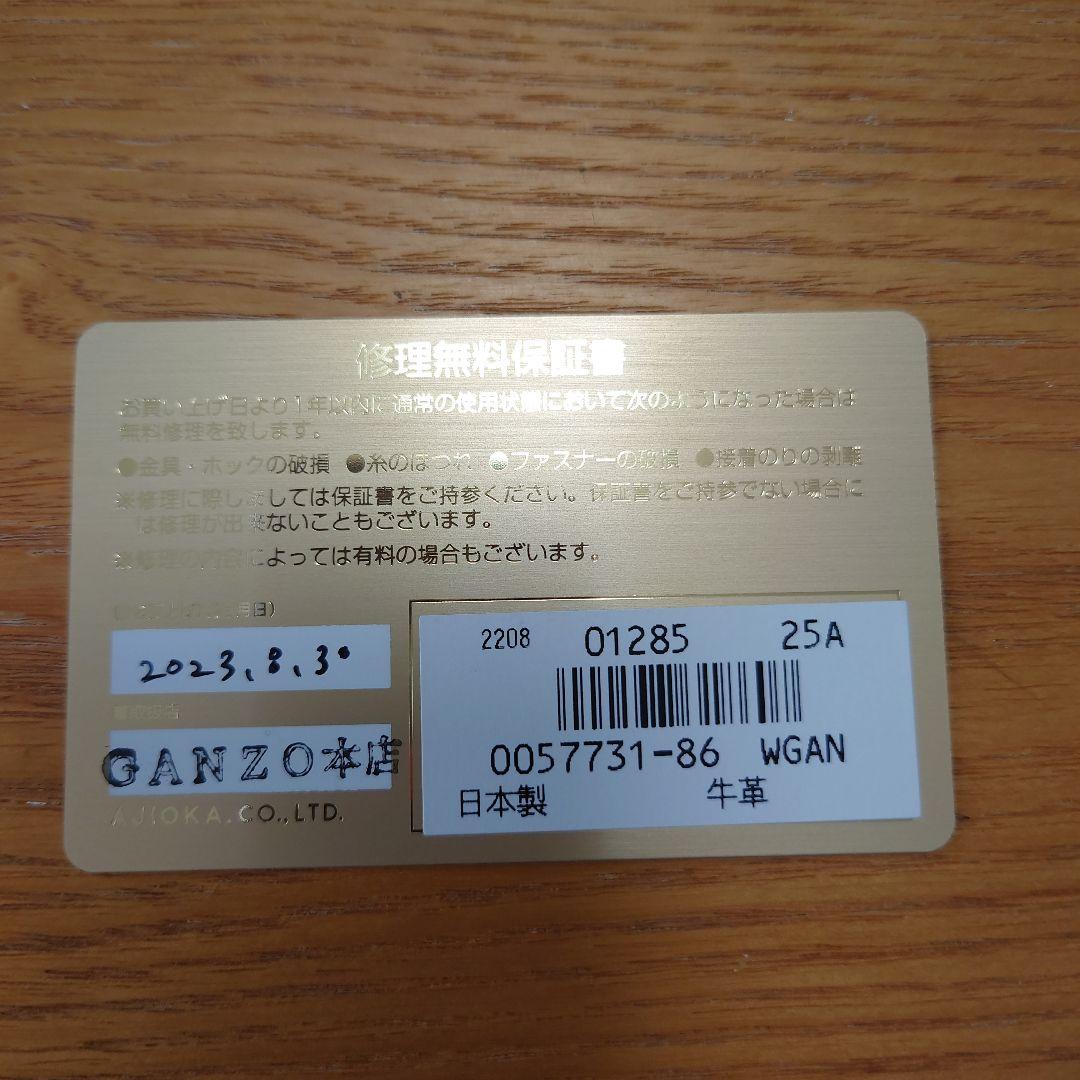 修理無料保証書
お買い上げ日より1年以内に通常の使用状態において次のようになった場合は
無料修理を致します。
●金具・ホックの破損 ●糸のほつれ ●ファスナーの破損 ●接着のりの剥離
※修理に際しましては保証書をご持参ください。保証書をご持参でない場合に
は修理が出来ないこともございます。
※修理の内容によっては有料の場合もございます。
月日)
2023.8.30
取扱店
GANZO本店
AJIOKA.CO.,LTD.
2208 01285 25A
0057731-86 WGAN
日本製 牛革